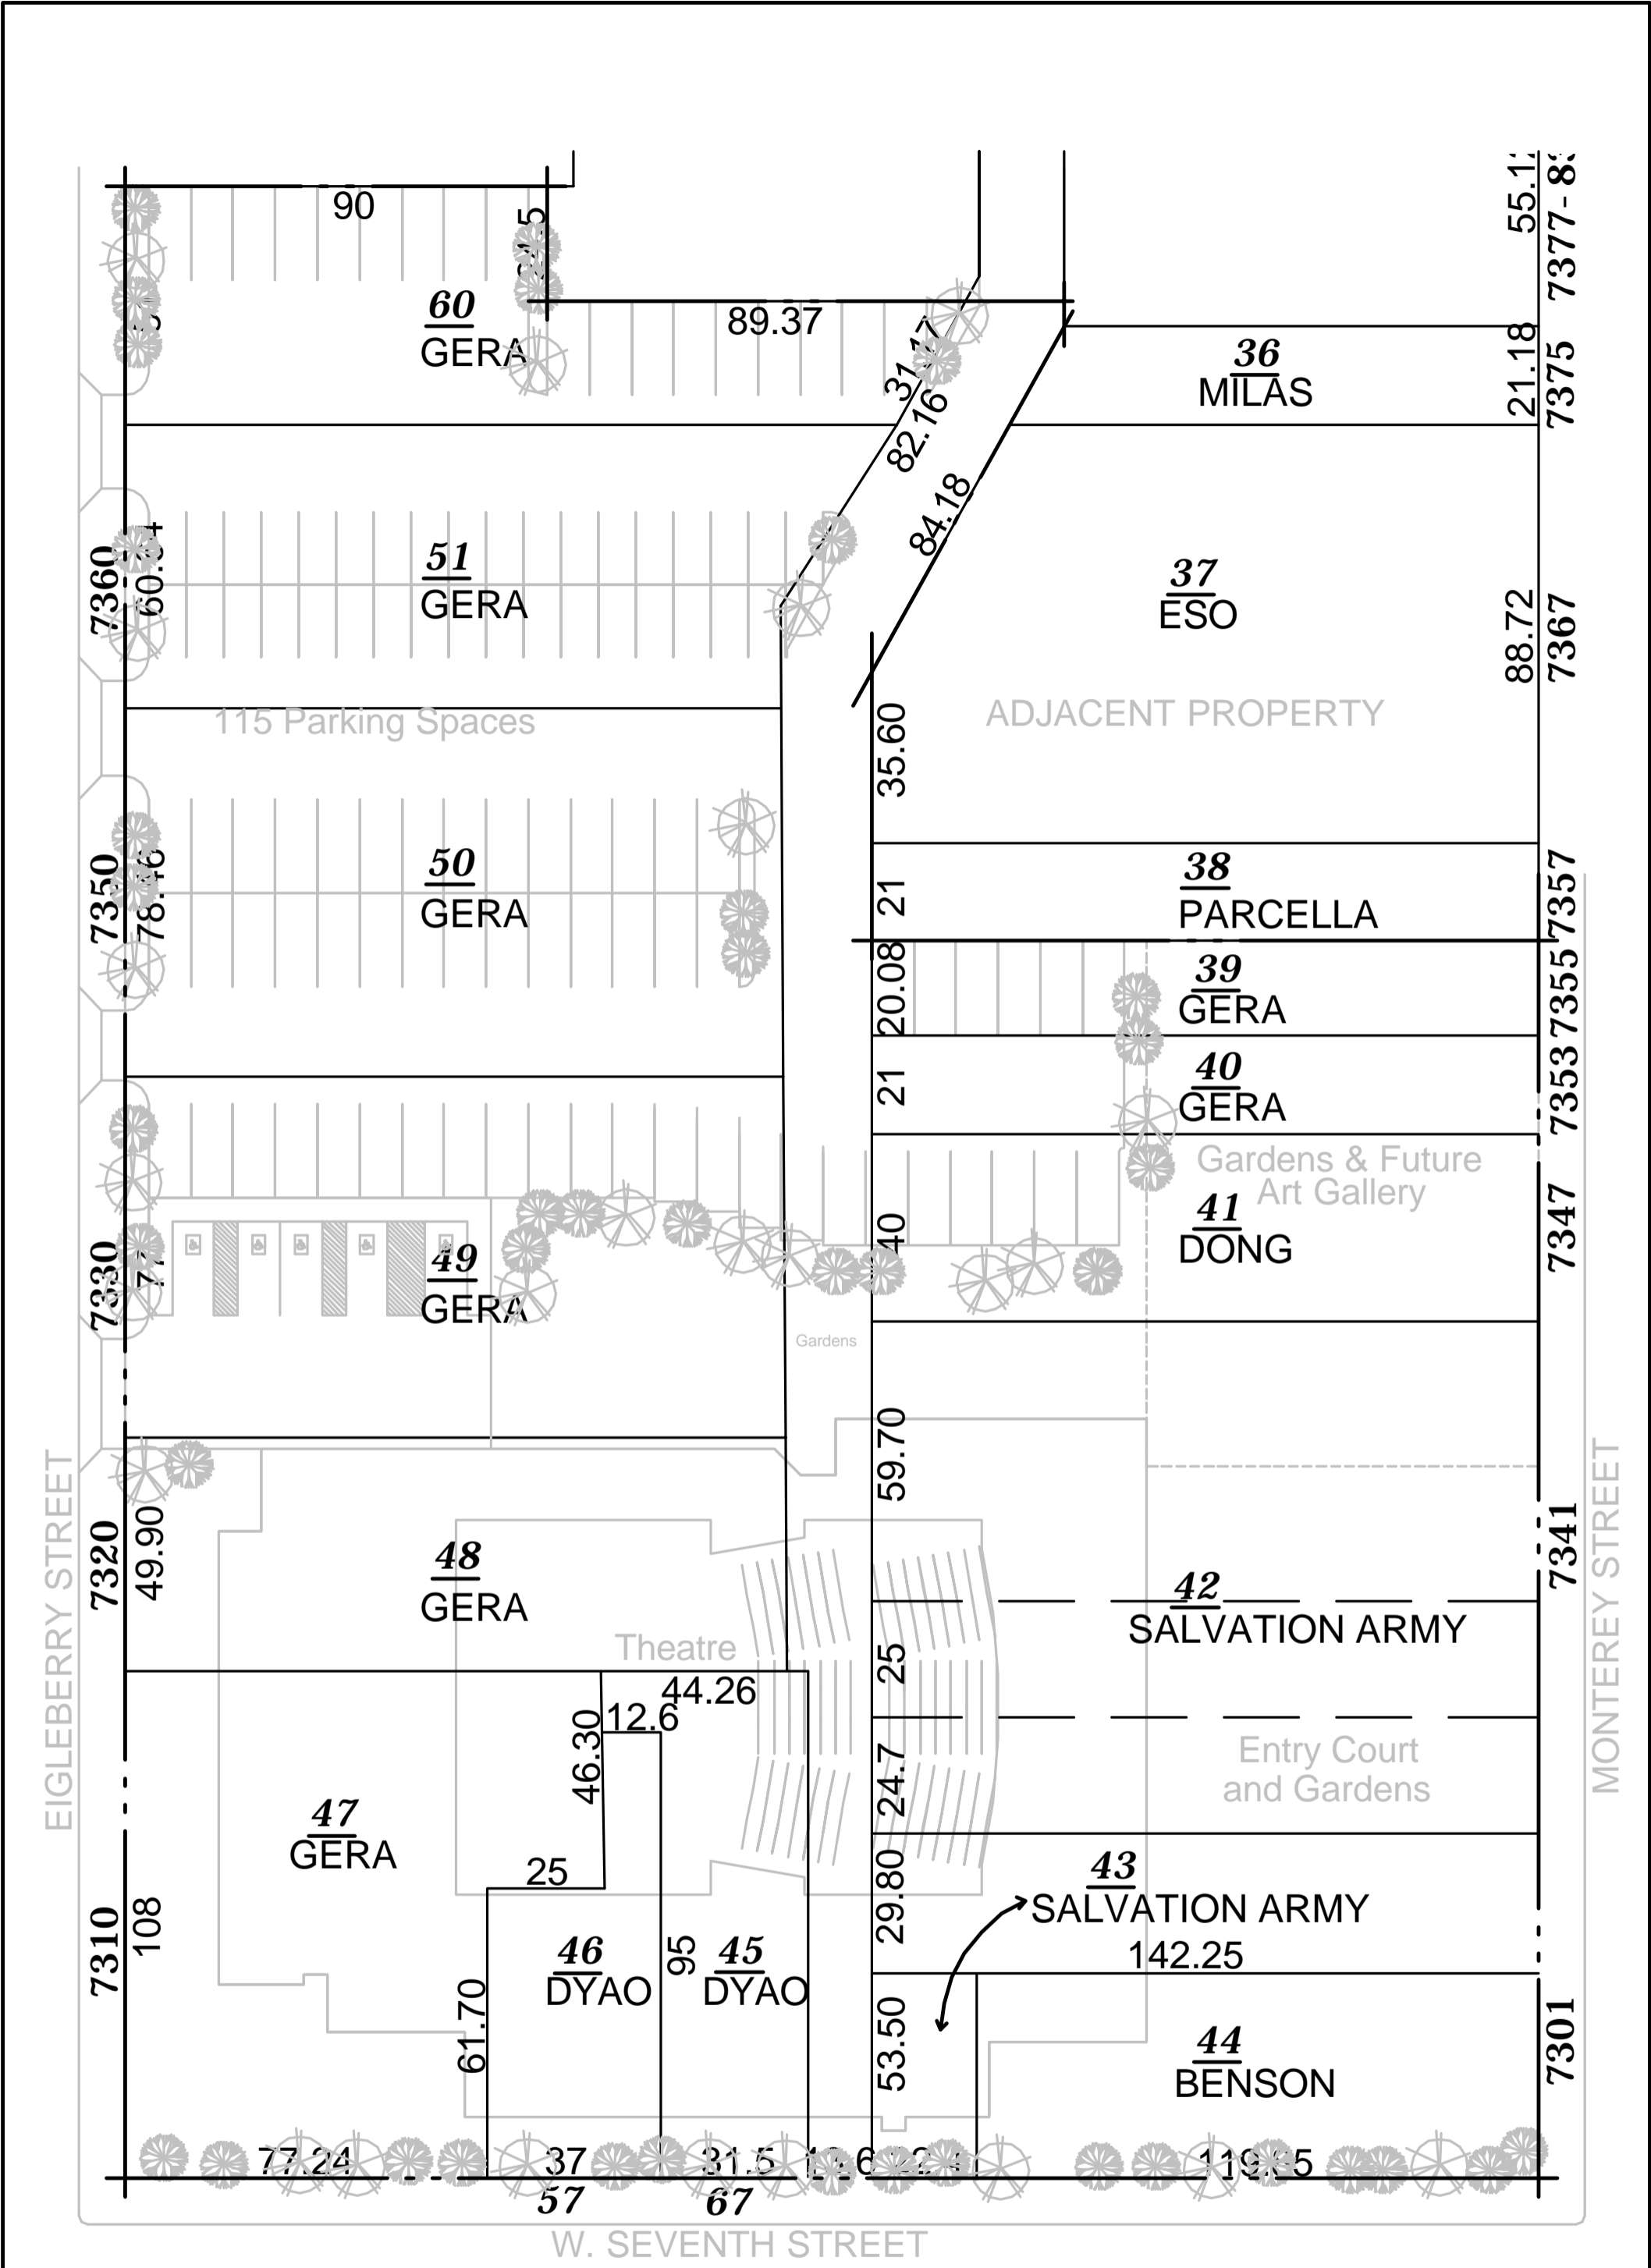 90
55.1
7377-
60
GERA
89.37
31.17
36
MILAS
21.18
7375
82.16
84.18
51
GERA
7360
37
ESO
88.72
7367
115 Parking Spaces
ADJACENT PROPERTY
35.60
50
GERA
7350
78.46
38
PARCELLA
21
7357
39
GERA
20.08
7355
40
GERA
21
7353
Gardens & Future
Art Gallery
41
DONG
40
7347
49
GERA
7330
Gardens
59.70
EIGLEBERRY STREET
MONTEREY STREET
7320
49.90
48
GERA
7341
42
SALVATION ARMY
Theatre
25
44.26
12.6
46.30
24.7
Entry Court
and Gardens
47
GERA
25
43
SALVATION ARMY
29.80
142.25
7310
108
46
DYAO
95
45
DYAO
61.70
53.50
44
BENSON
7301
77.24
37
31.5
57
67
W. SEVENTH STREET